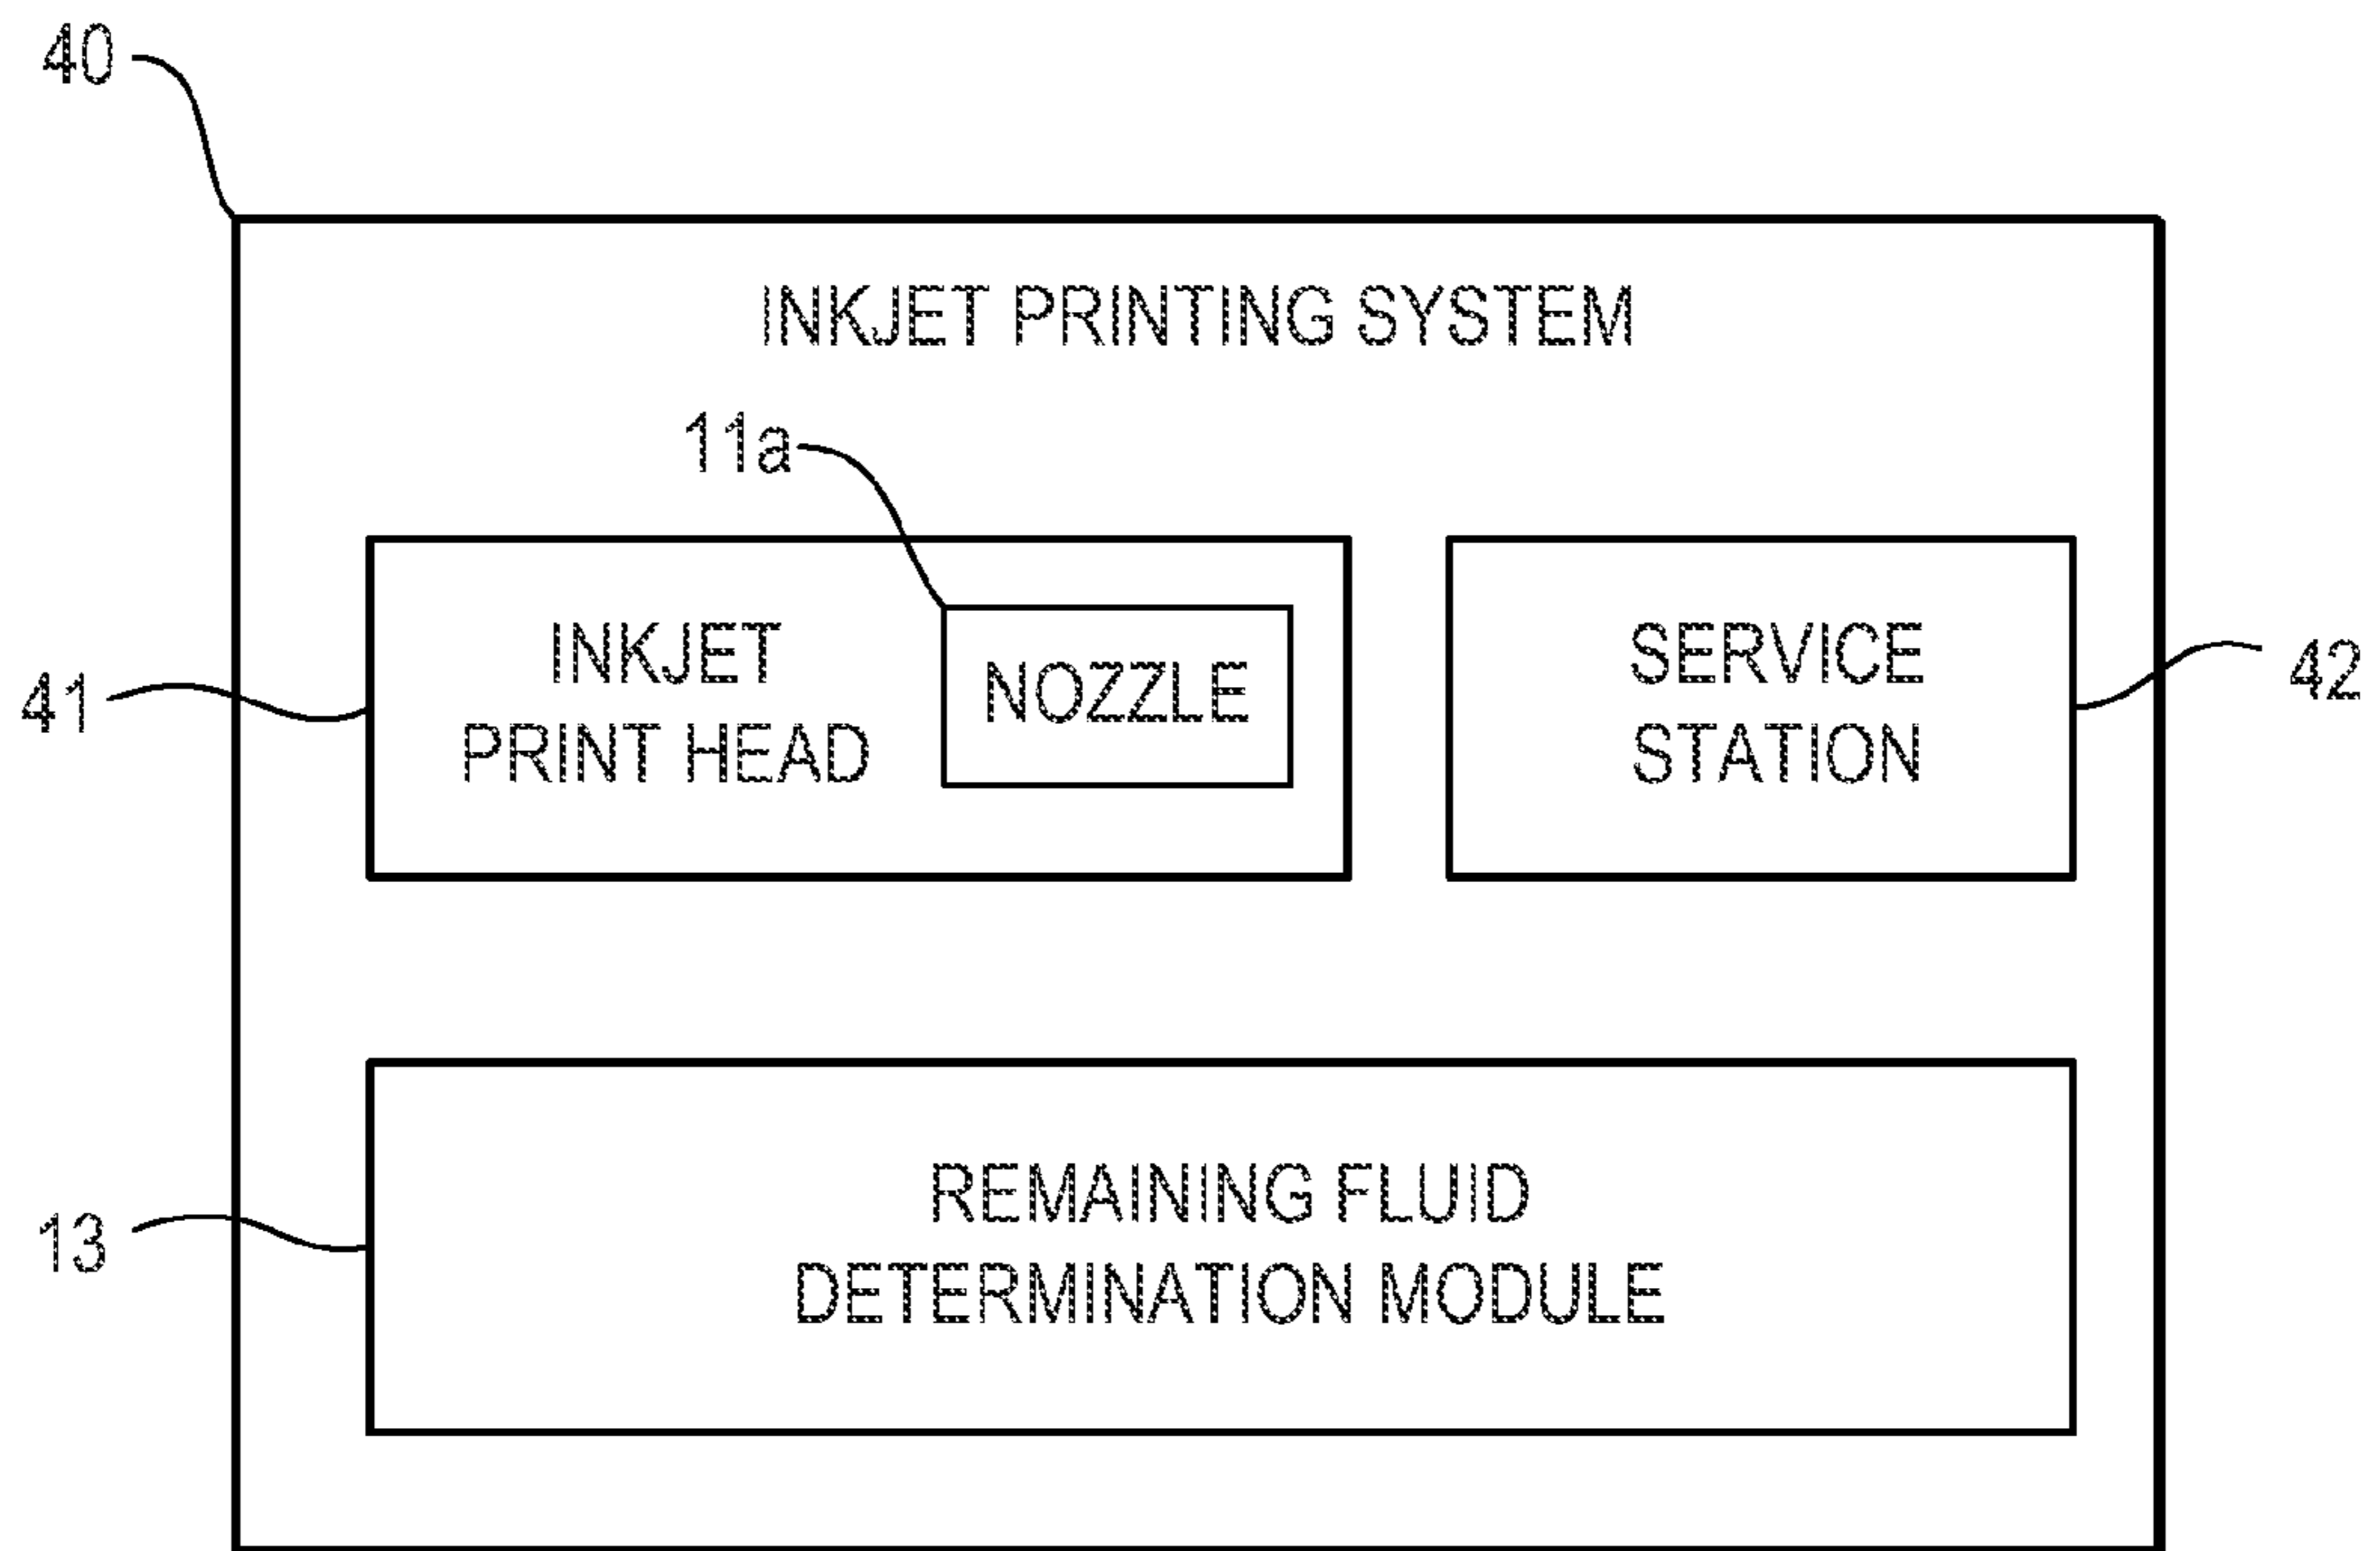 40
INKJET PRINTING SYSTEM
11a
INKJET
PRINT HEAD
NOZZLE
SERVICE
STATION
41
42
REMAINING FLUID
DETERMINATION MODULE
13